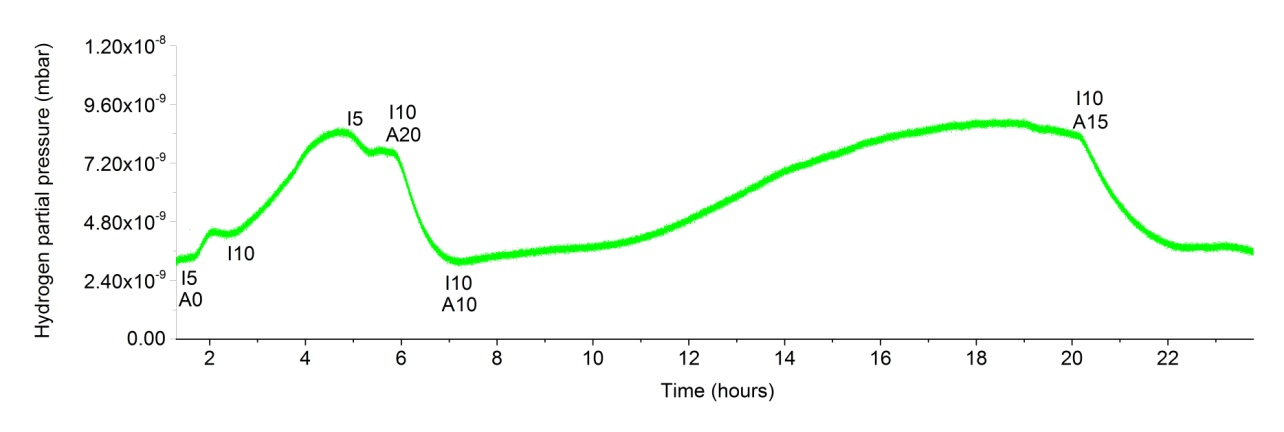 Hydrogen partial pressure (mbar)
1.20x10-8
9.60x10-9
7.20x10-9
4.80x10-9
2.40x10-9
0.00
I5
A0
I10
I5
I10
A20
I10
A10
I10
A15
2 4 6 8 10 12 14 16 18 20 22
Time (hours)